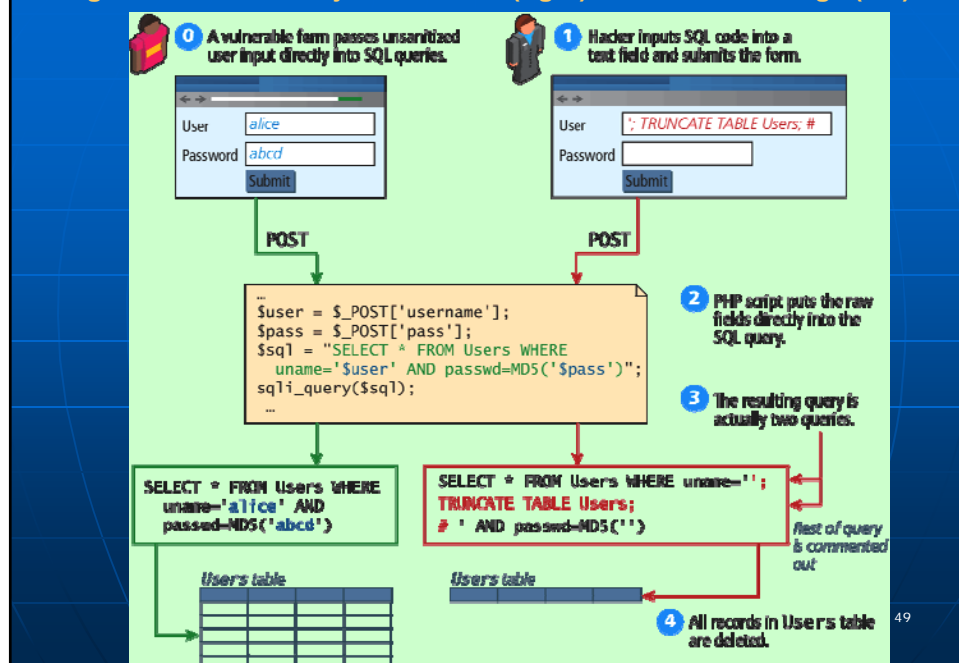 0 A vulnerable form passes unsanitized
user input directly into SQL queries.
1 Hacker inputs SQL code into a
text field and submits the form.
User alice
Password abcd
Submit
User '; TRUNCATE TABLE Users; #
Password
Submit
POST
POST
…
$user = $_POST['username'];
$pass = $_POST['pass'];
$sql = "SELECT * FROM Users WHERE
uname='$user' AND passwd=MD5('$pass')";
sqli_query($sql);
…
2 PHP script puts the raw
fields directly into the
SQL query.
3 The resulting query is
actually two queries.
SELECT * FROM Users WHERE
uname='alice' AND
passwd=MD5('abcd')
SELECT * FROM Users WHERE uname='';
TRUNCATE TABLE Users;
# ' AND passwd=MD5('')
Rest of query
is commented
out
Users table
Users table
4 All records in Users table
are deleted.
49